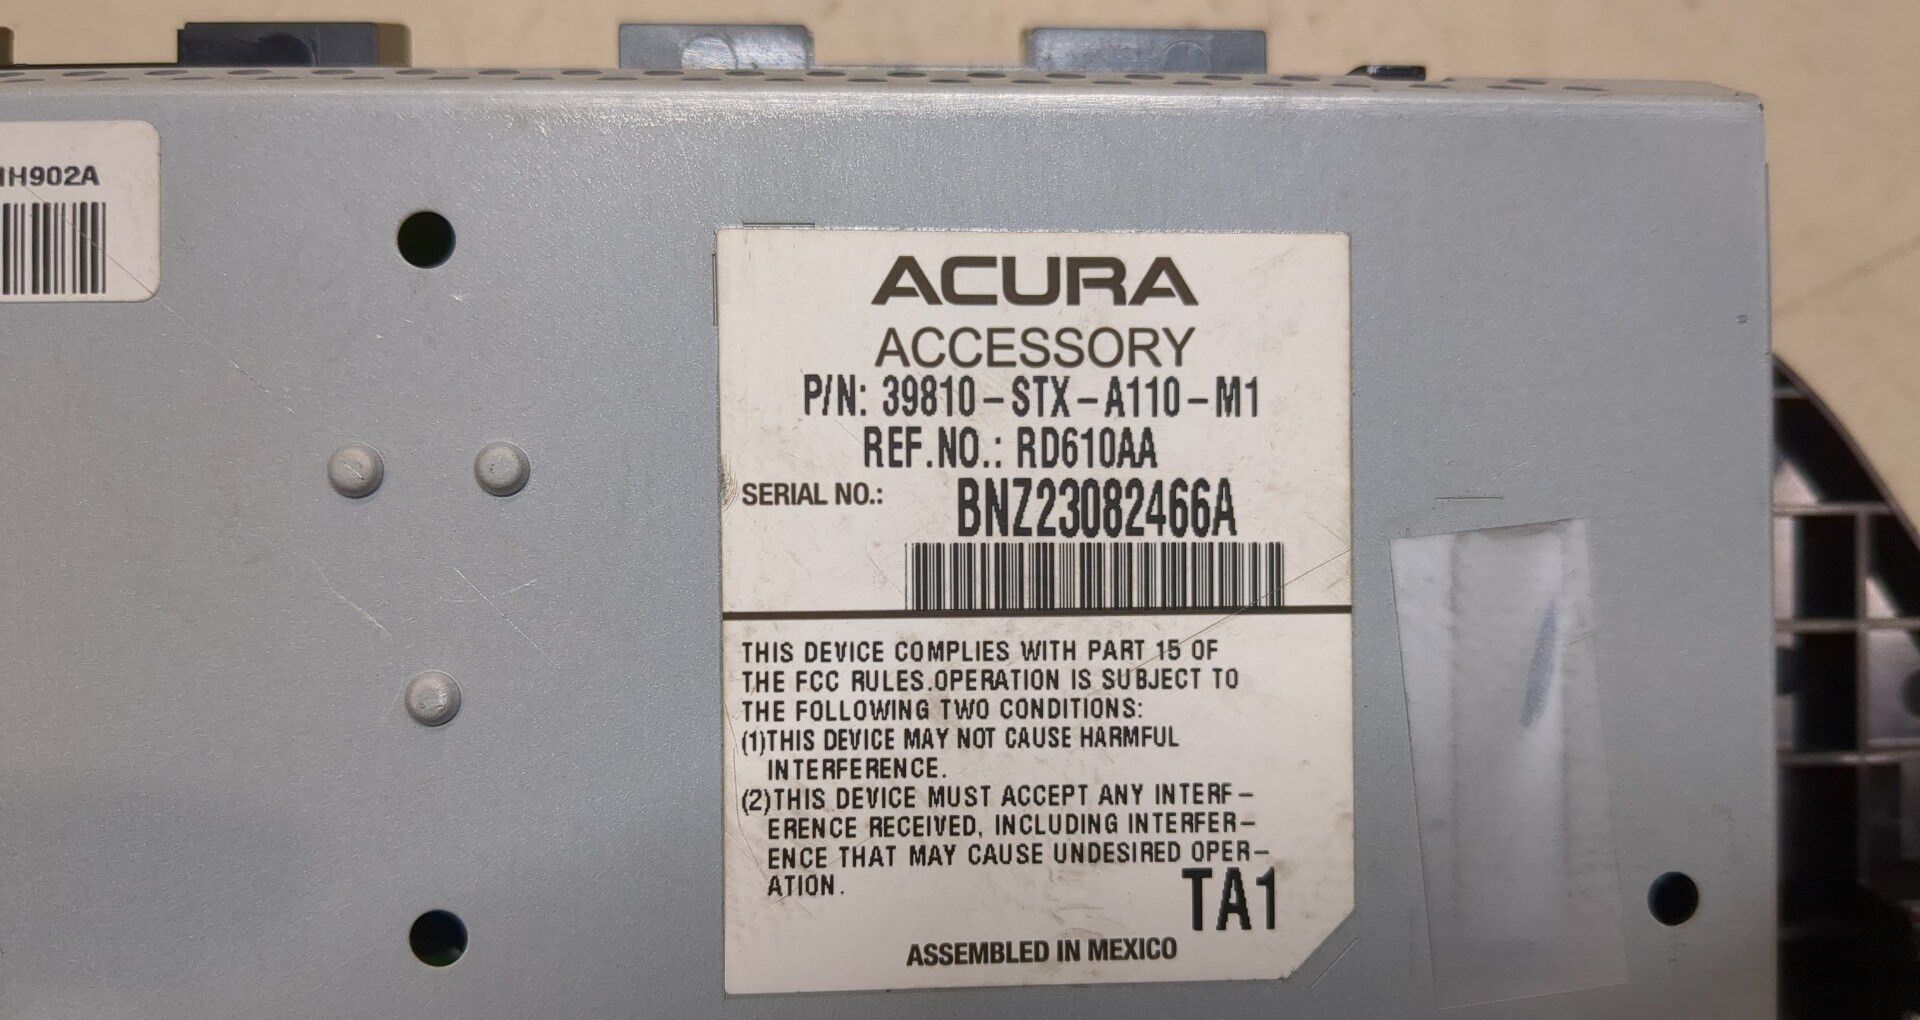 1H902A
ACURA
ACCESSORY
P/N: 39810-STX-A110-M1
REF.NO.: RD610AA
SERIAL NO.: BNZ23082466A
THIS DEVICE COMPLIES WITH PART 15 OF
THE FCC RULES.OPERATION IS SUBJECT TO
THE FOLLOWING TWO CONDITIONS:
(1)THIS DEVICE MAY NOT CAUSE HARMFUL
INTERFERENCE.
(2)THIS DEVICE MUST ACCEPT ANY INTERF-
ERENCE RECEIVED, INCLUDING INTERFER-
ENCE THAT MAY CAUSE UNDESIRED OPER-
ATION.
TA1
ASSEMBLED IN MEXICO